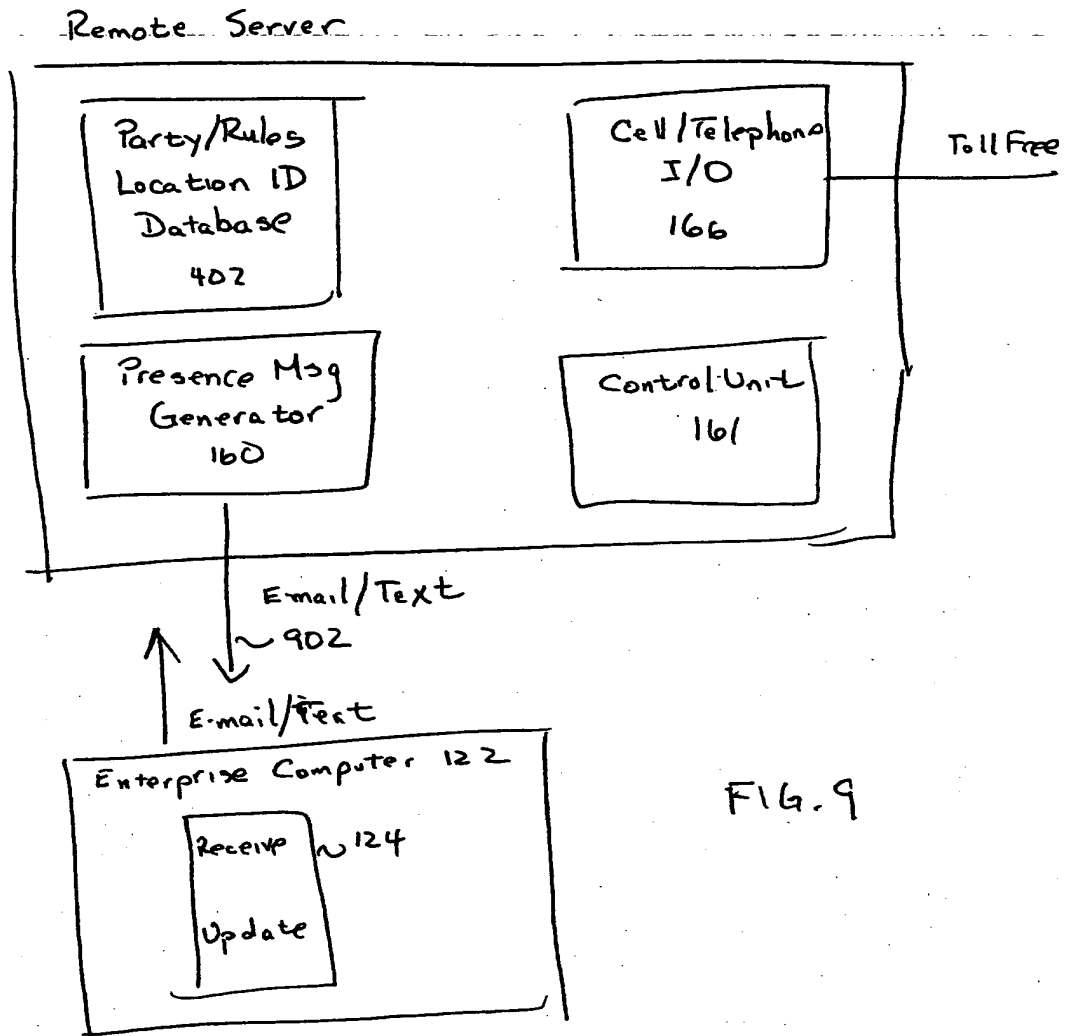 Remote Server
Party/Rules
Location ID
Database
402
Cell/Telephone
I/O
166
Toll Free
Presence Msg
Generator
160
Control Unit
161
E-mail/Text
902
E-mail/Text
Enterprise Computer 122
Receive
124
Update
FIG. 9